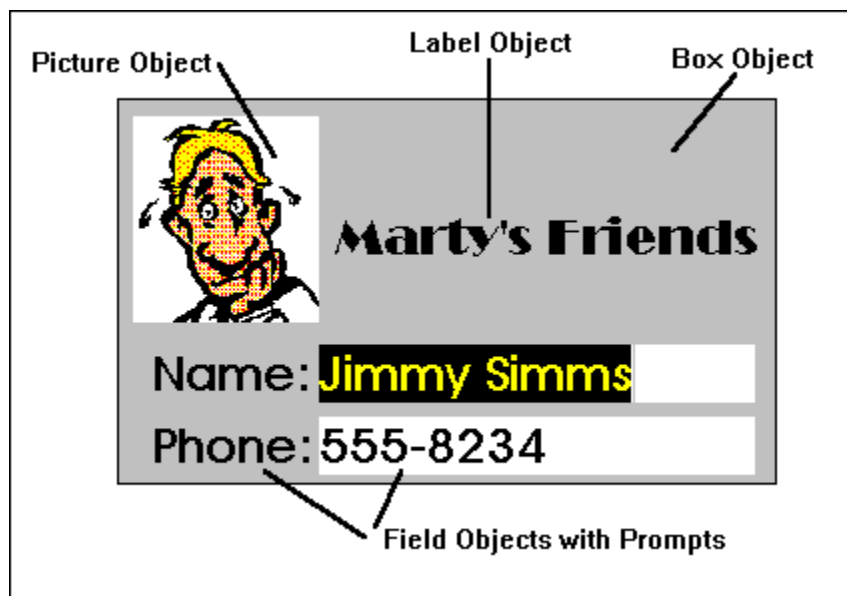 Label Object
Picture Object
Box Object
Marty's Friends
Name: Jimmy Simms
Phone: 555-8234
Field Objects with Prompts